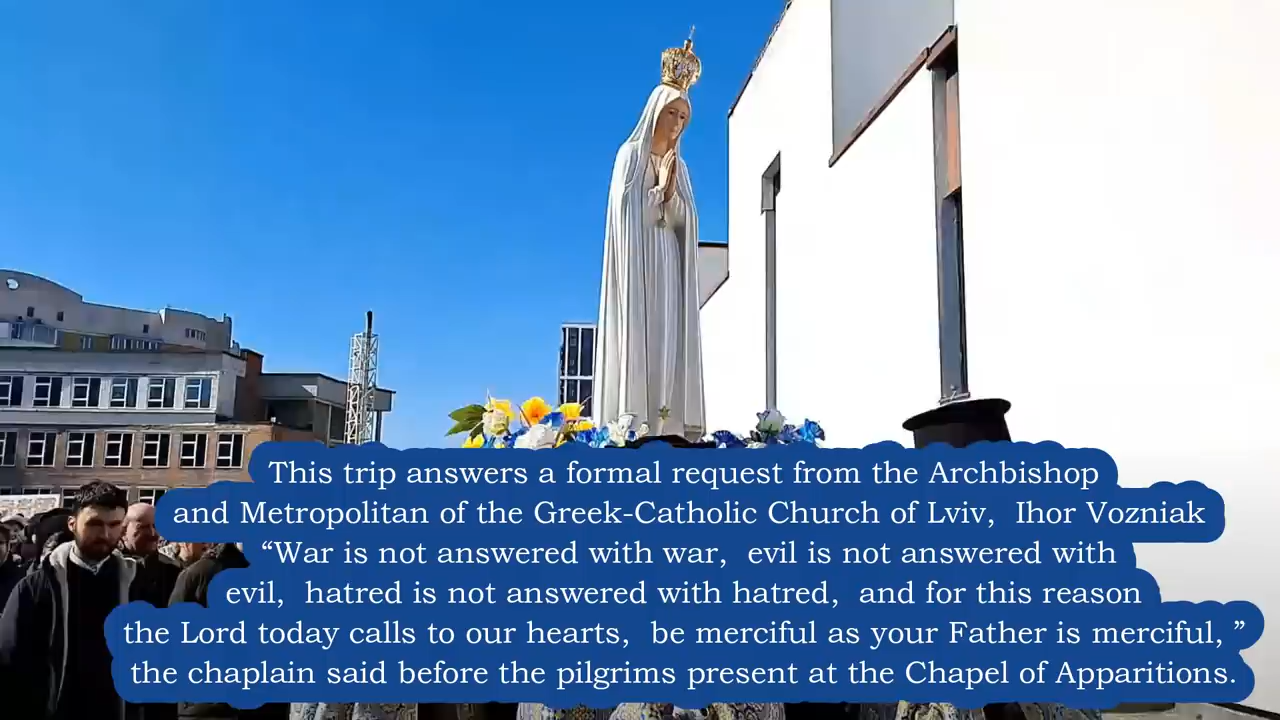 This trip answers a formal request from the Archbishop
and Metropolitan of the Greek-Catholic Church of Lviv, Ihor Vozniak
“War is not answered with war, evil is not answered with
evil, hatred is not answered with hatred, and for this reason
the Lord today calls to our hearts, be merciful as your Father is merciful, ”
the chaplain said before the pilgrims present at the Chapel of Apparitions.